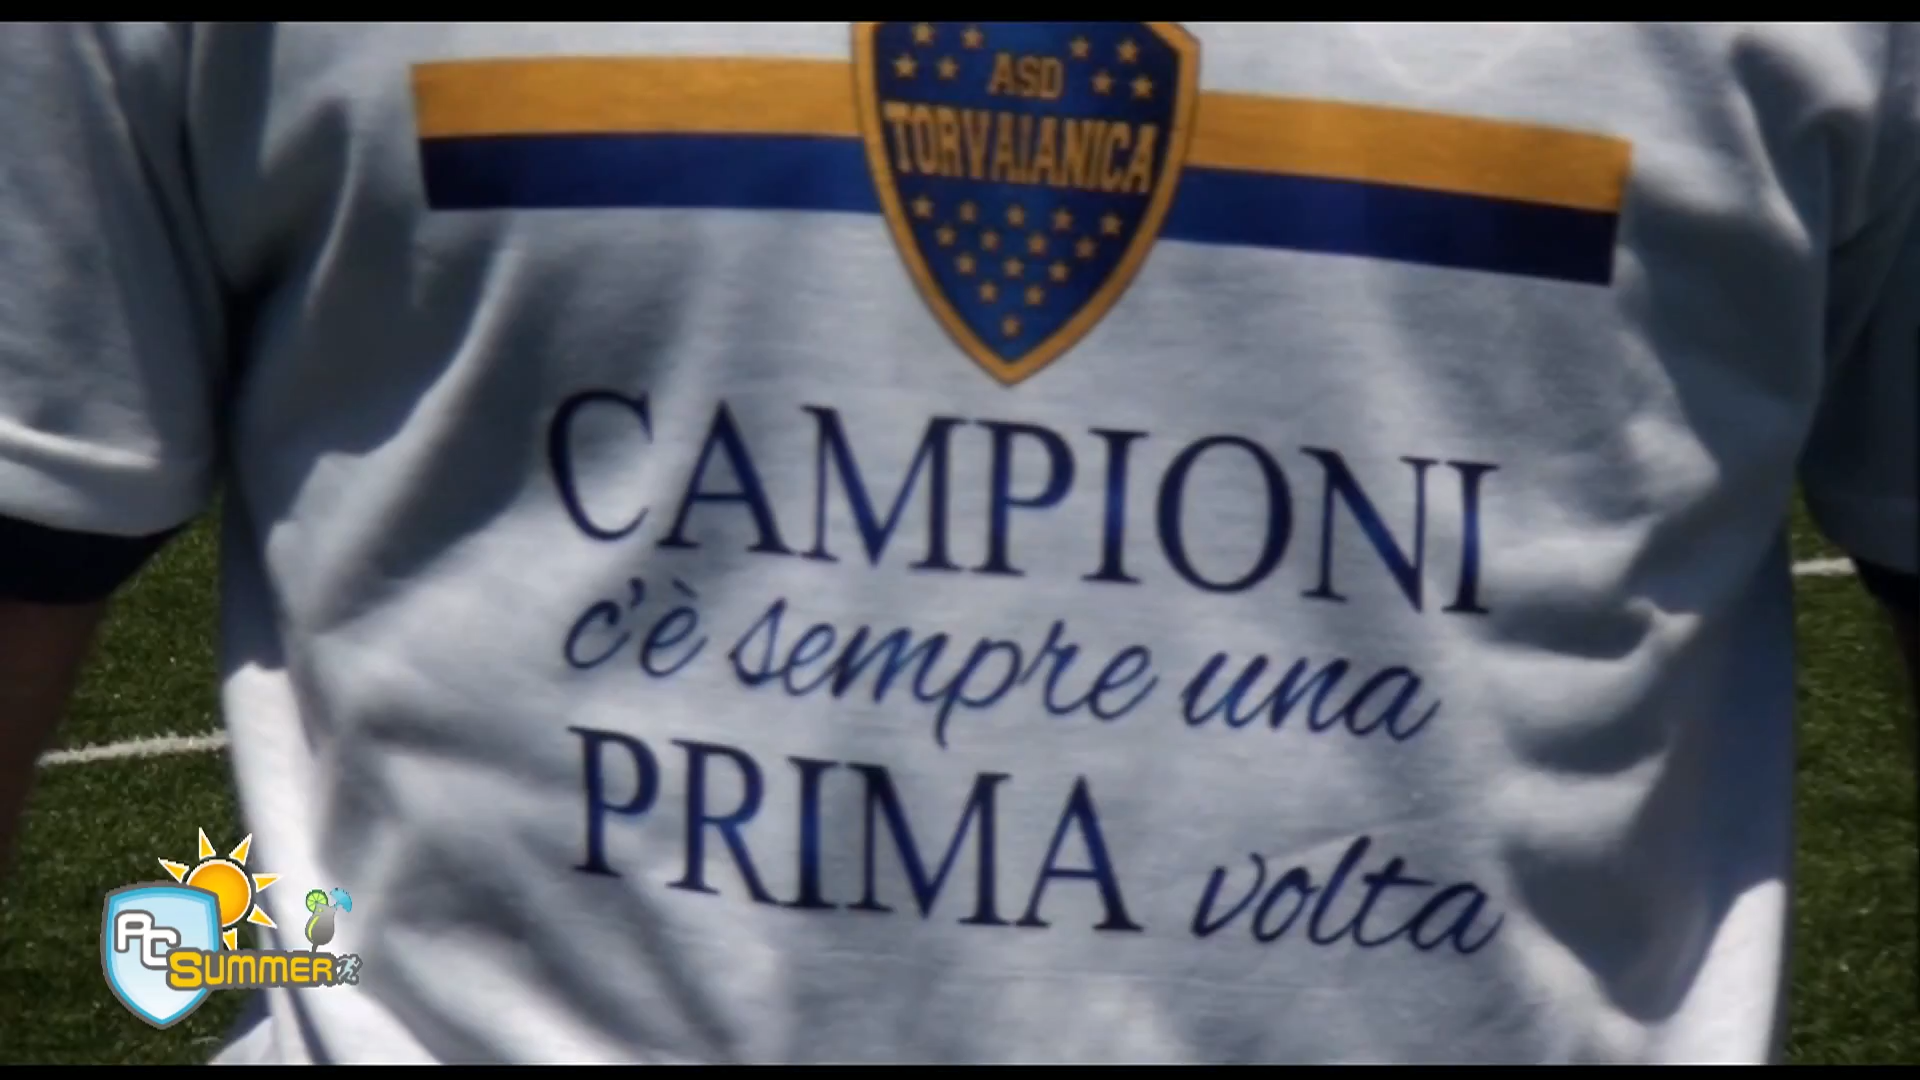 ASD
TORVAIANICA
CAMPIONI
c'è sempre una
PRIMA volta
AC
SUMMER